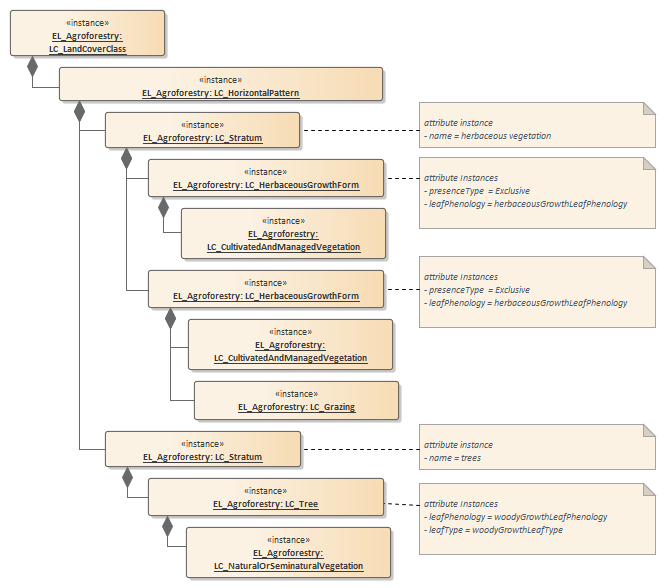 «instance»
EL_Agroforestry:
LC_LandCoverClass
«instance»
EL_Agroforestry: LC_HorizontalPattern
«instance»
EL_Agroforestry: LC_Stratum
attribute instance
- name = herbaceous vegetation
«instance»
EL_Agroforestry: LC_HerbaceousGrowthForm
attribute Instances
- presenceType = Exclusive
- leafPhenology = herbaceousGrowthLeafPhenology
«instance»
EL_Agroforestry:
LC_CultivatedAndManagedVegetation
«instance»
EL_Agroforestry: LC_HerbaceousGrowthForm
attribute Instances
- presenceType = Exclusive
- leafPhenology = herbaceousGrowthLeafPhenology
«instance»
EL_Agroforestry:
LC_CultivatedAndManagedVegetation
«instance»
EL_Agroforestry: LC_Grazing
«instance»
EL_Agroforestry: LC_Stratum
attribute instance
- name = trees
«instance»
EL_Agroforestry: LC_Tree
attribute Instances
- leafPhenology = woodyGrowthLeafPhenology
- leafType = woodyGrowthLeafType
«instance»
EL_Agroforestry:
LC_NaturalOrSeminaturalVegetation